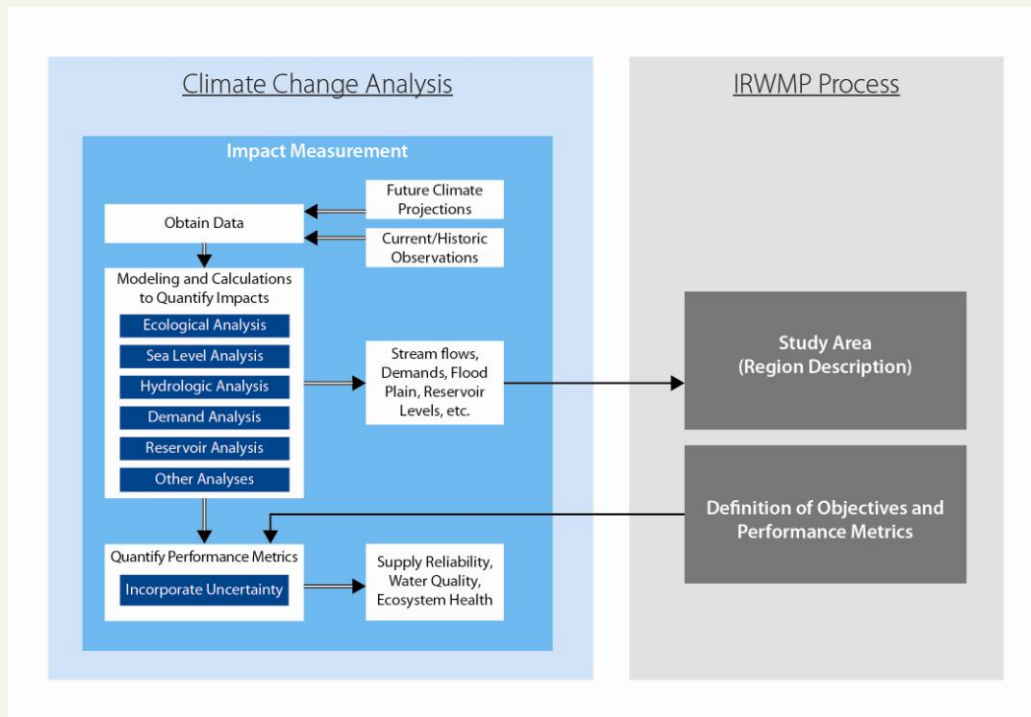 Climate Change Analysis
IRWMP Process
Impact Measurement
Future Climate
Projections
Obtain Data
Current/Historic
Observations
Modeling and Calculations
to Quantify Impacts
Ecological Analysis
Sea Level Analysis
Hydrologic Analysis
Demand Analysis
Reservoir Analysis
Other Analyses
Stream flows,
Demands, Flood
Plain, Reservoir
Levels, etc.
Study Area
(Region Description)
Definition of Objectives and
Performance Metrics
Quantify Performance Metrics
Incorporate Uncertainty
Supply Reliability,
Water Quality,
Ecosystem Health